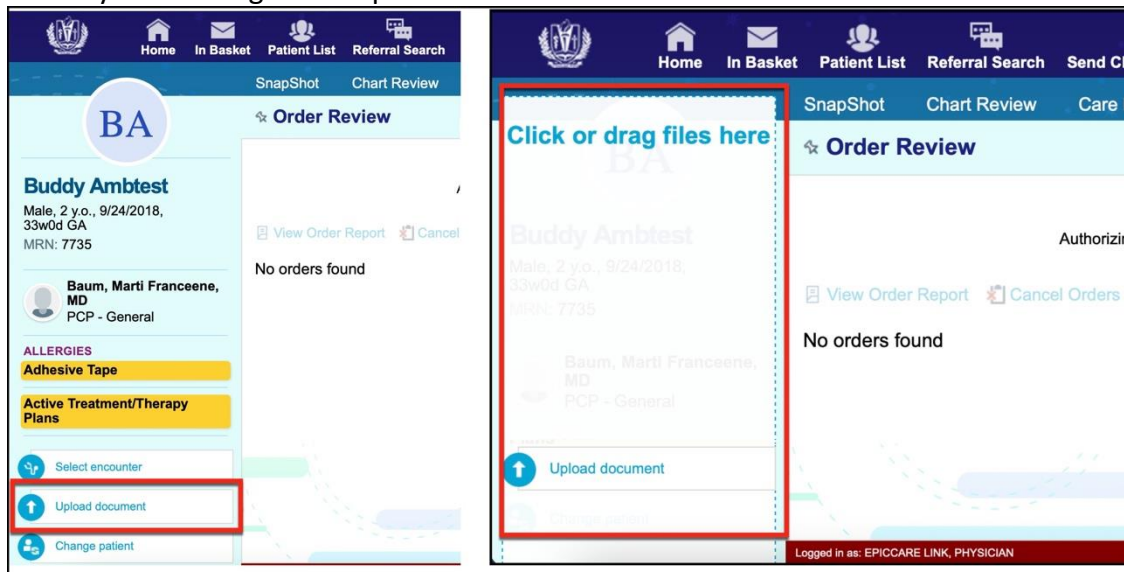 Home In Basket Patient List Referral Search
SnapShot Chart Review
BA
Order Review
Buddy Ambtest
Male, 2 y.o., 9/24/2018,
33w0d GA
MRN: 7735
View Order Report Cancel
No orders found
Baum, Marti Franceene,
MD
PCP - General
ALLERGIES
Adhesive Tape
Active Treatment/Therapy
Plans
Select encounter
Upload document
Change patient
Home In Basket Patient List Referral Search Send
SnapShot Chart Review Care
Click or drag files here
BA
Order Review
Buddy Ambtest
Male, 2 y.o., 9/24/2018,
33w0d GA
MRN: 7735
Authorizin
View Order Report Cancel Orders
No orders found
Baum, Marti Franceene,
MD
PCP - General
Upload document
Change patient
Logged in as: EPICCARE LINK, PHYSICIAN